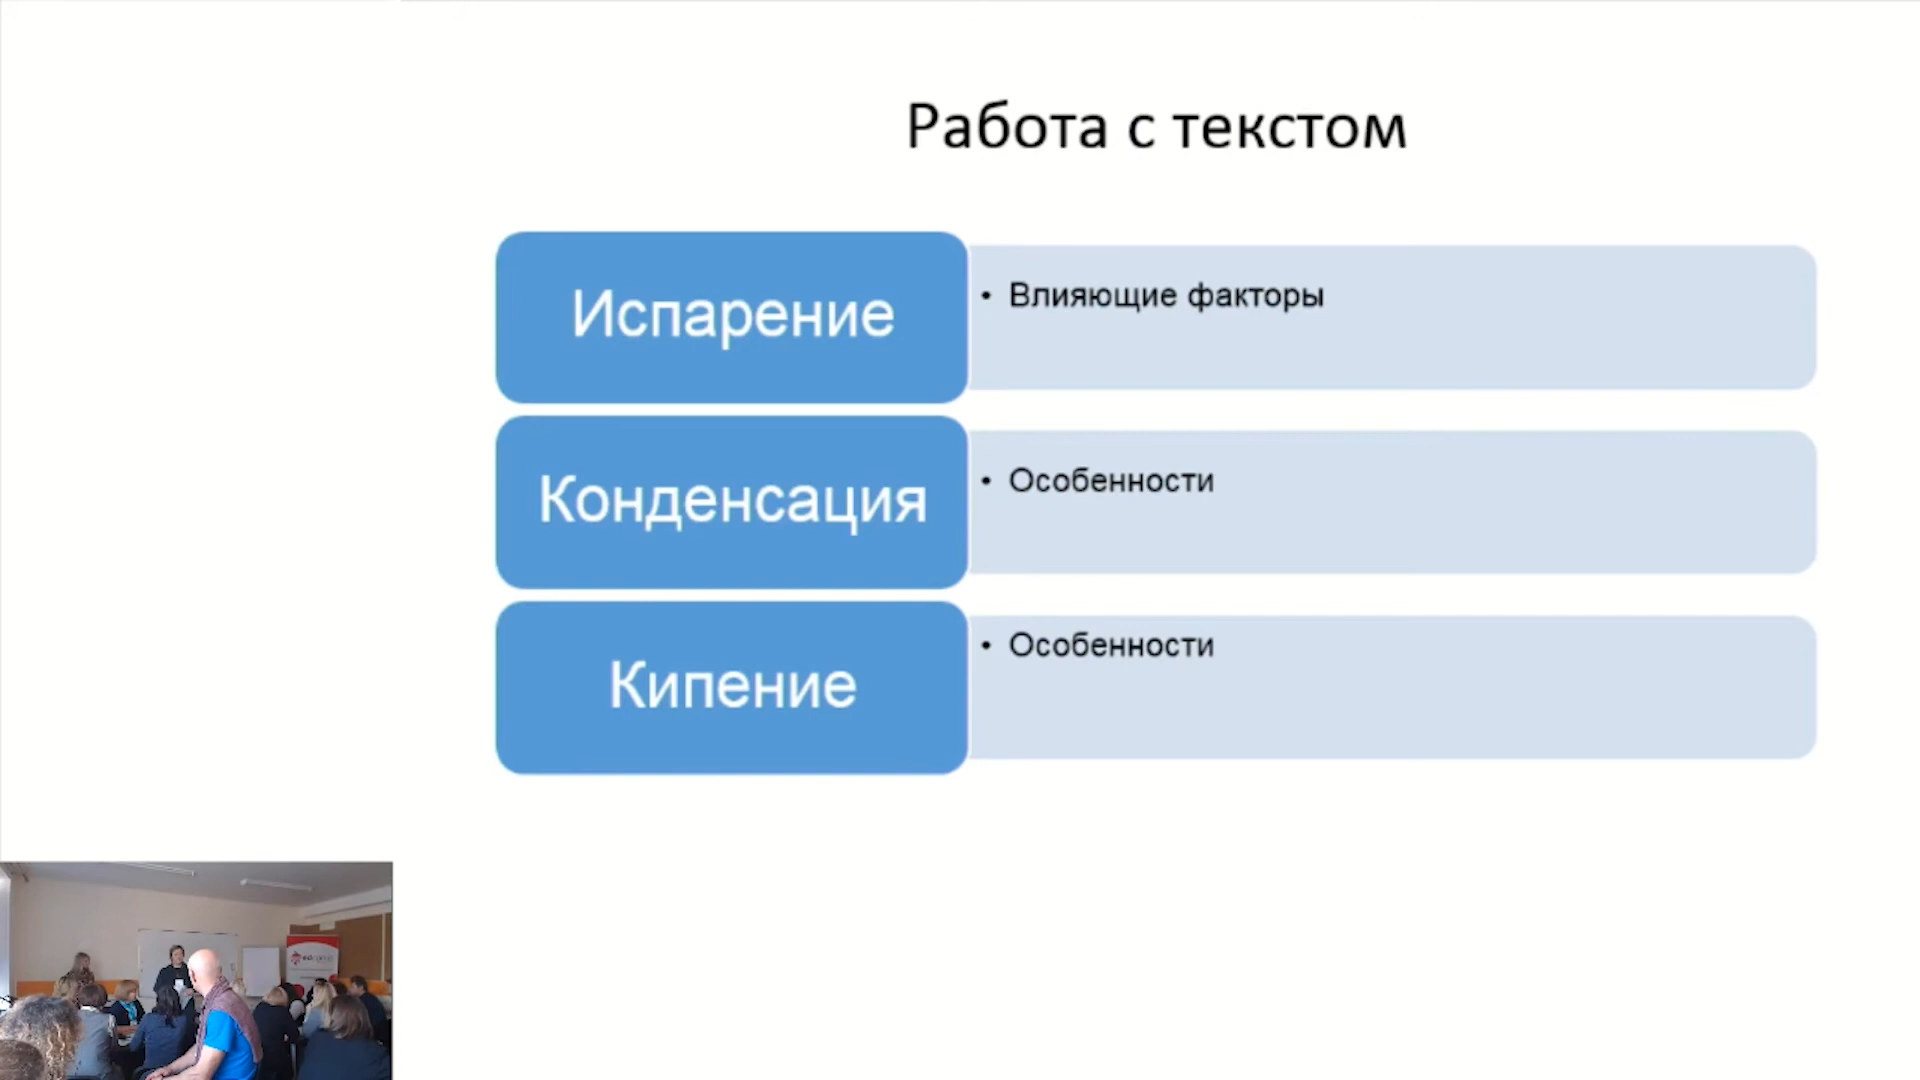 Работа с текстом
Испарение
• Влияющие факторы
Конденсация
• Особенности
Кипение
• Особенности